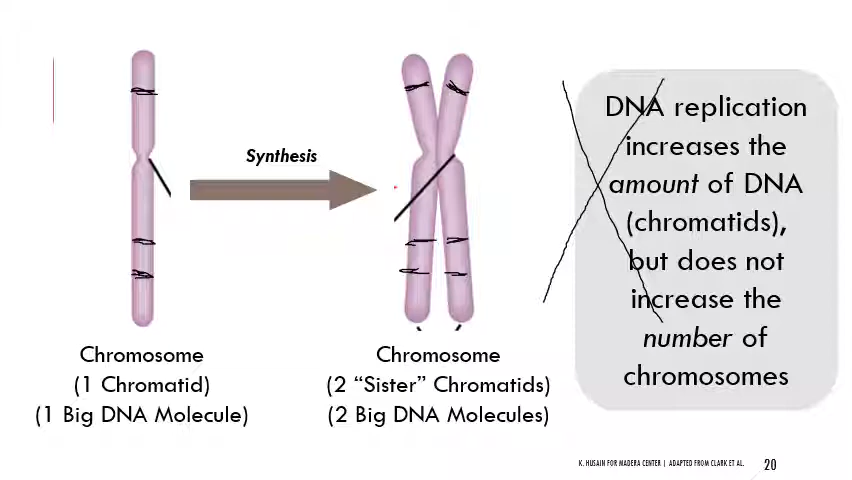 Synthesis
Chromosome
(1 Chromatid)
(1 Big DNA Molecule)
Chromosome
(2 “Sister” Chromatids)
(2 Big DNA Molecules)
DNA replication
increases the
amount of DNA
(chromatids),
but does not
increase the
number of
chromosomes
K. HUSAIN FOR MADERA CENTER | ADAPTED FROM CLARK ET AL.
20